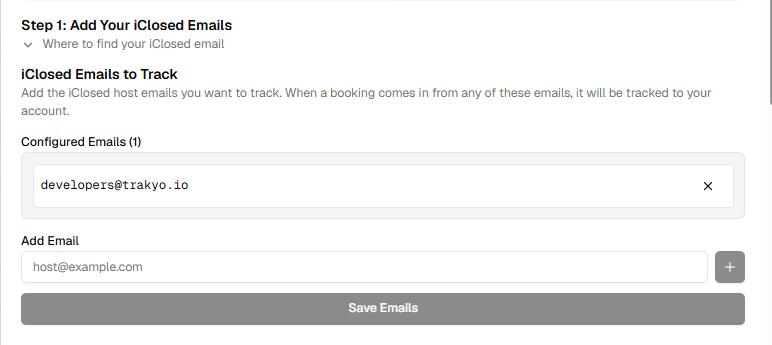 Step 1: Add Your iClosed Emails
Where to find your iClosed email
iClosed Emails to Track
Add the iClosed host emails you want to track. When a booking comes in from any of these emails, it will be tracked to your
account.
Configured Emails (1)
developers@trakyo.io
Add Email
host@example.com
Save Emails